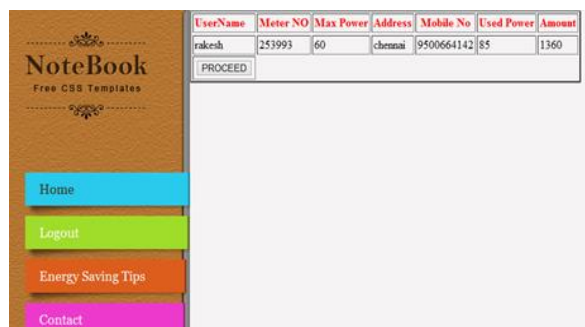 UserName Meter NO Max Power Address Mobile No Used Power Amount
rakesh 253993 60 chennai 9500664142 85 1360
PROCEED
NoteBook
Free CSS Templates
Home
Logout
Energy Saving Tips
Contact